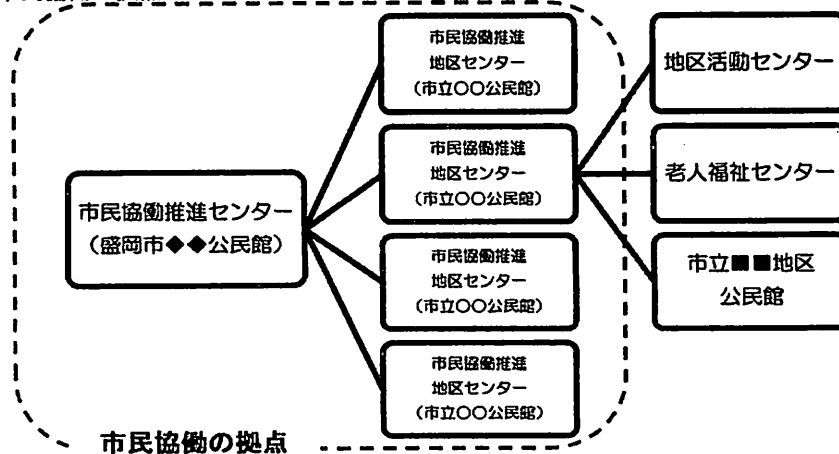 市民協働推進
地区センター
(市立〇〇公民館)
市民協働推進
地区センター
(市立〇〇公民館)
市民協働推進センター
(盛岡市◆◆公民館)
市民協働推進
地区センター
(市立〇〇公民館)
市民協働推進
地区センター
(市立〇〇公民館)
地区活動センター
老人福祉センター
市立■■地区
公民館
市民協働の拠点